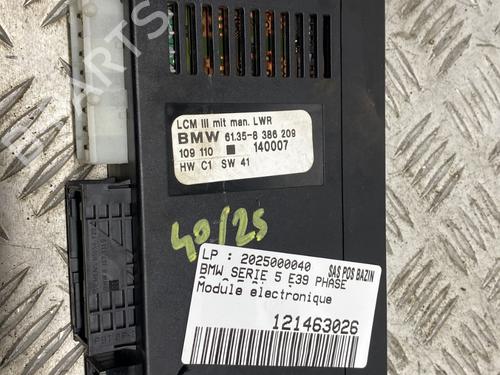 LCM III mit man. LWR
BMW 61.35-8 386 209
109 110 140007
HW C1 SW 41
40/25
LP : 2025000040
SAS POS BAZIN
BMW SERIE 5 E39 PHASE
Module electronique
121463026